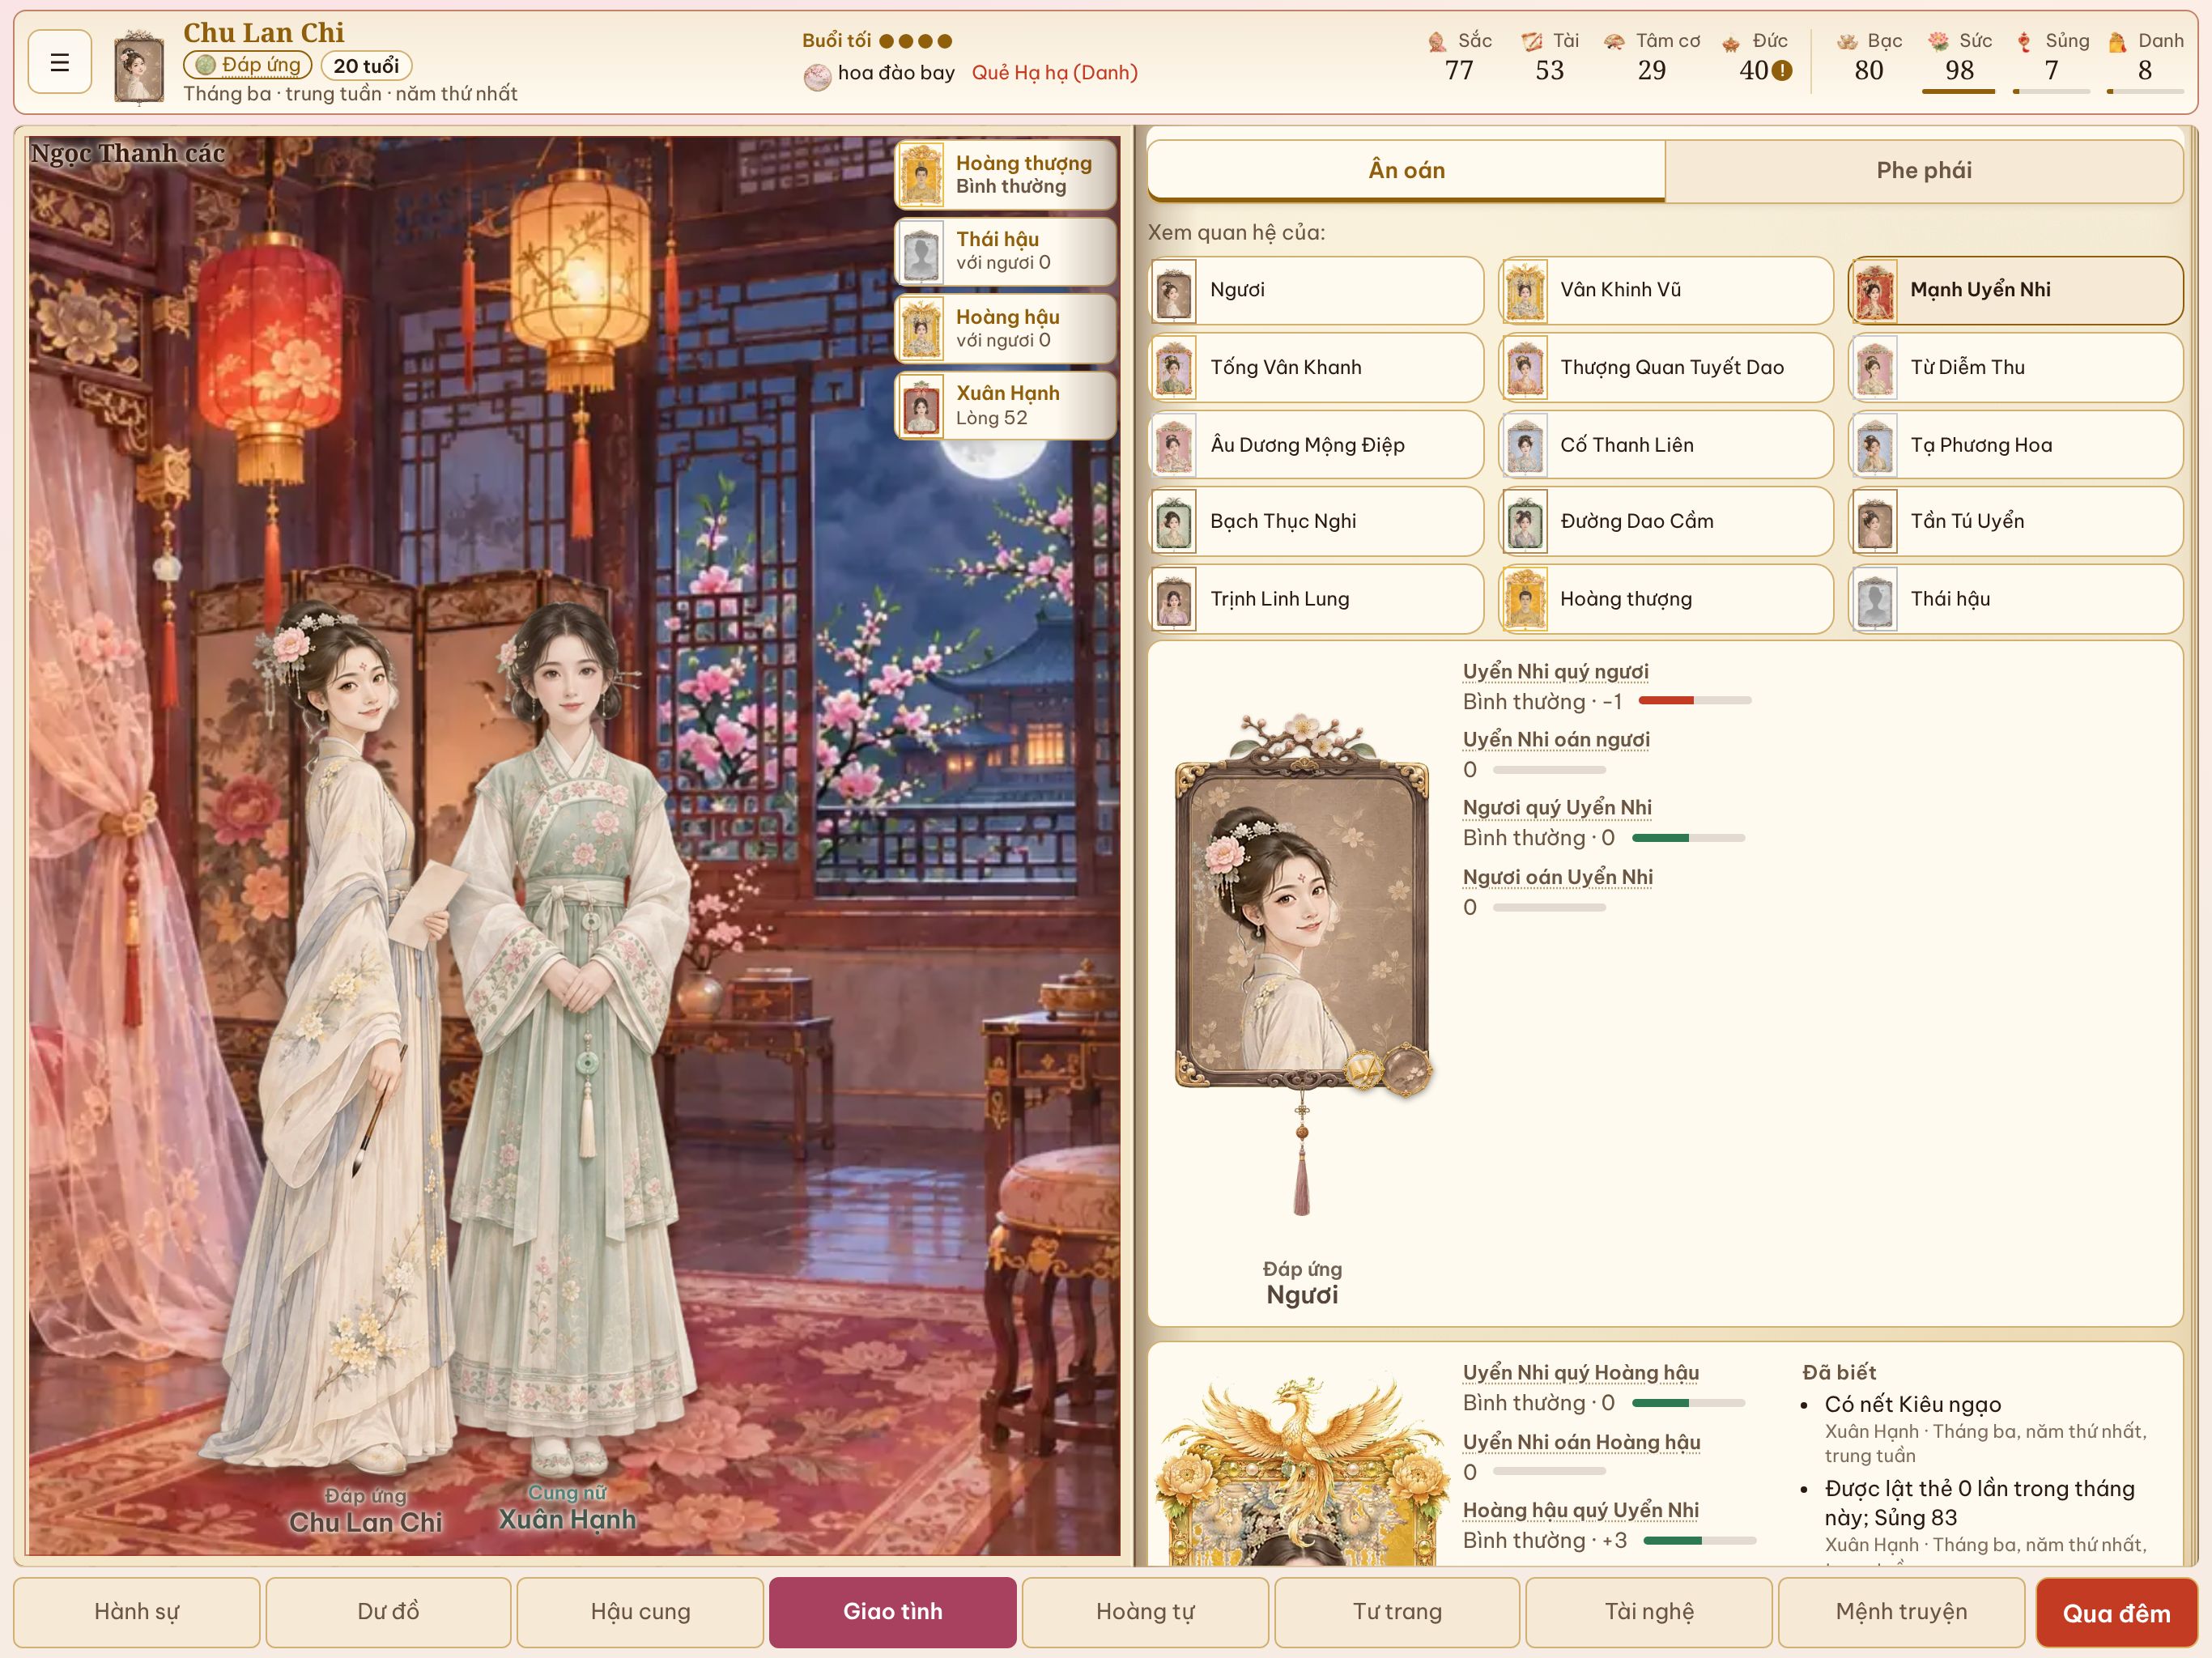 ☰
Chu Lan Chi
Đáp ứng
20 tuổi
Tháng ba · trung tuần · năm thứ nhất
Buổi tối
hoa đào bay
Quẻ Hạ hạ (Danh)
Sắc
77
Tài
53
Tâm cơ
29
Đức
40
!
Bạc
80
Sức
98
Sủng
7
Danh
8
Ngọc Thanh các
Hoàng thượng
Bình thường
Thái hậu
với ngươi 0
Hoàng hậu
với ngươi 0
Xuân Hạnh
Lòng 52
Đáp ứng
Chu Lan Chi
Cung nữ
Xuân Hạnh
Ân oán
Phe phái
Xem quan hệ của:
Ngươi
Vân Khinh Vũ
Mạnh Uyển Nhi
Tống Vân Khanh
Thượng Quan Tuyết Dao
Từ Diễm Thu
Âu Dương Mộng Điệp
Cố Thanh Liên
Tạ Phương Hoa
Bạch Thục Nghi
Đường Dao Cầm
Tần Tú Uyển
Trịnh Linh Lung
Hoàng thượng
Thái hậu
Đáp ứng
Ngươi
Uyển Nhi quý ngươi
Bình thường · -1
Uyển Nhi oán ngươi
0
Ngươi quý Uyển Nhi
Bình thường · 0
Ngươi oán Uyển Nhi
0
Uyển Nhi quý Hoàng hậu
Bình thường · 0
Uyển Nhi oán Hoàng hậu
0
Hoàng hậu quý Uyển Nhi
Bình thường · +3
Đã biết
• Có nết Kiêu ngạo
Xuân Hạnh · Tháng ba, năm thứ nhất,
trung tuần
• Được lật thẻ 0 lần trong tháng
này; Sủng 83
Xuân Hạnh · Tháng ba, năm thứ nhất,
Hành sự
Dư đồ
Hậu cung
Giao tình
Hoàng tự
Tư trang
Tài nghệ
Mệnh truyện
Qua đêm